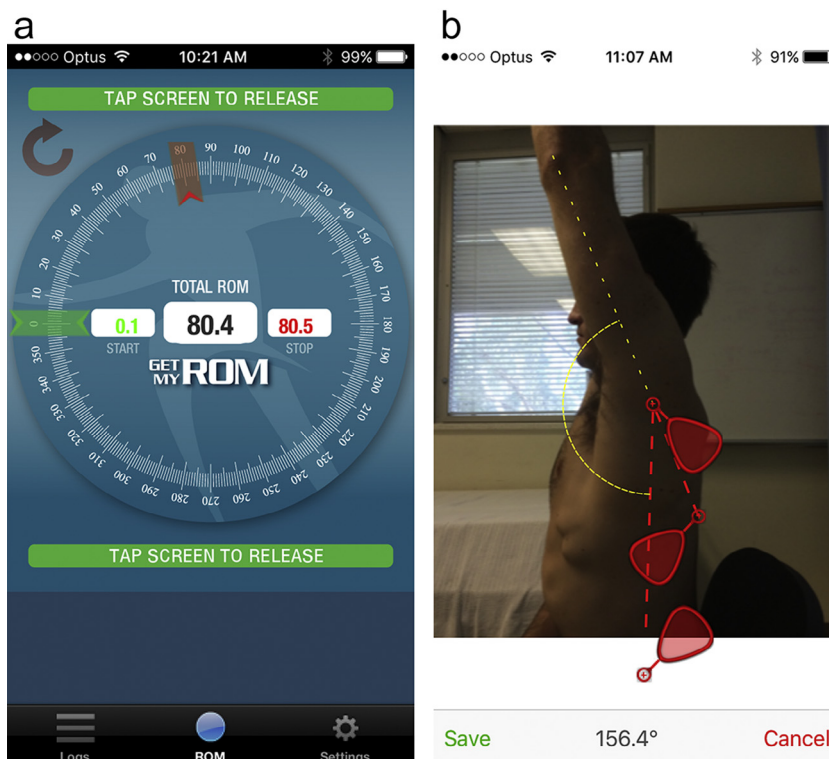 a
Optus 10:21 AM 99%
TAP SCREEN TO RELEASE
0 10 20 30 40 50 60 70 80 90 100 110 120 130 140 150 160 170 180 190 200 210 220 230 240 250 260 270 280 290 300 310 320 330 340 350
TOTAL ROM
0.1 80.4 80.5
START STOP
GET MY ROM
TAP SCREEN TO RELEASE
Logs ROM Settings
b
Optus 11:07 AM 91%
Save 156.4° Cancel